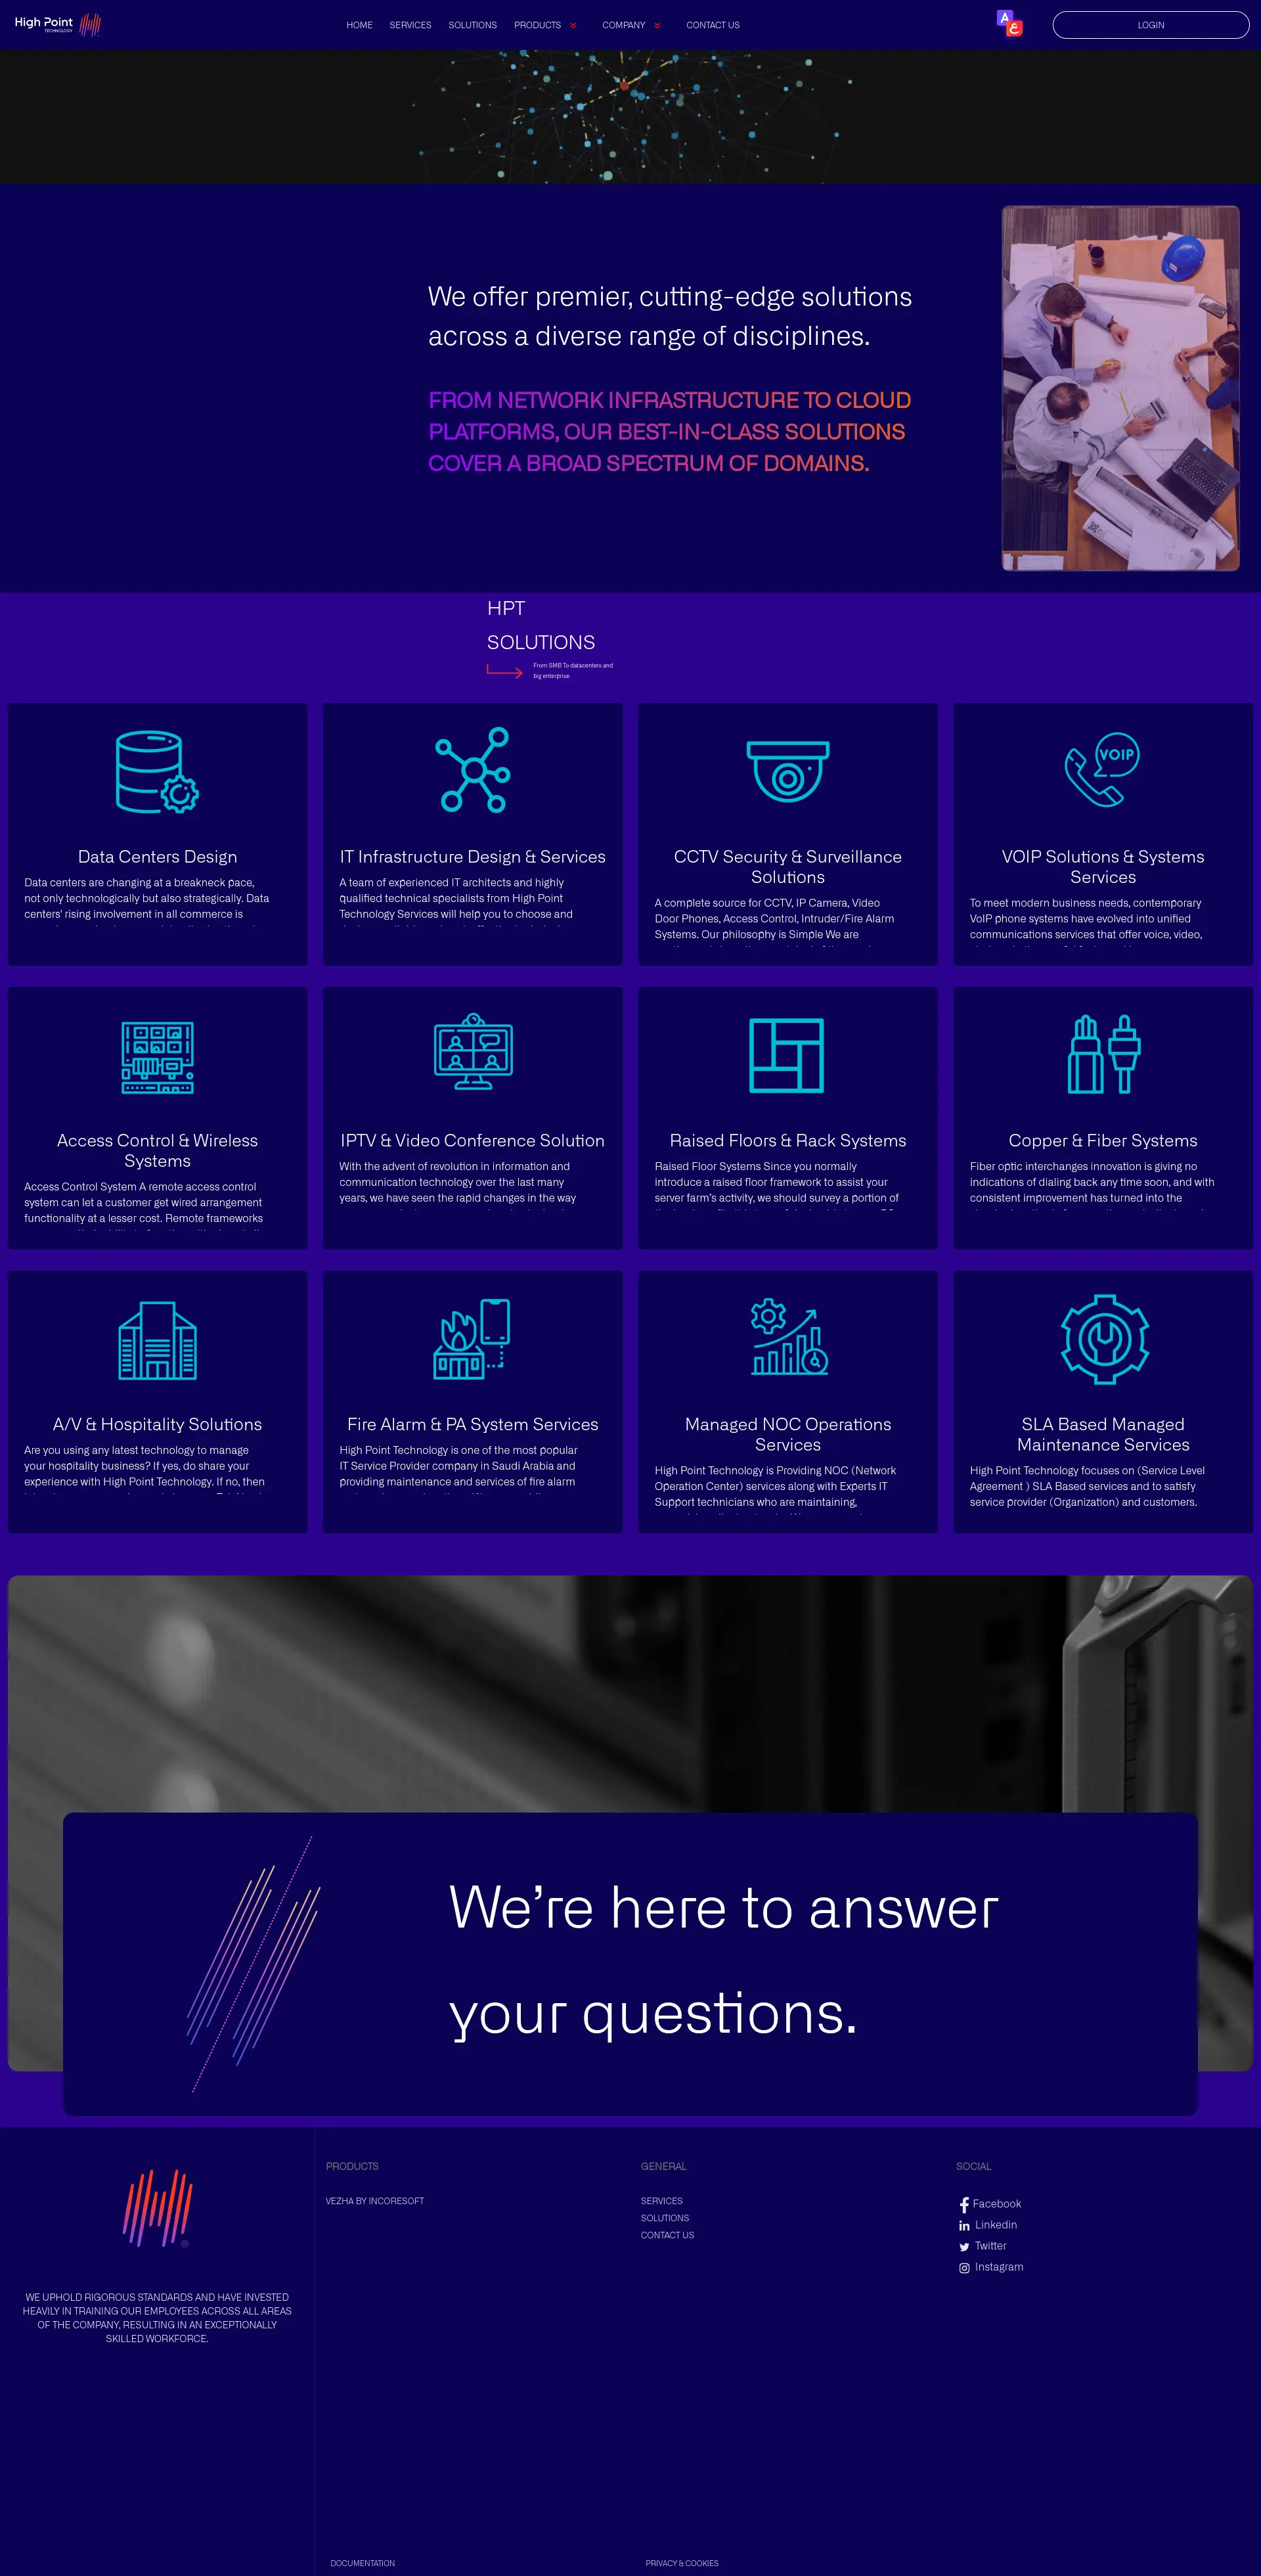 High Point
TECHNOLOGY
HOME SERVICES SOLUTIONS PRODUCTS COMPANY CONTACT US
A
ع
LOGIN
We offer premier, cutting-edge solutions
across a diverse range of disciplines.
FROM NETWORK INFRASTRUCTURE TO CLOUD
PLATFORMS, OUR BEST-IN-CLASS SOLUTIONS
COVER A BROAD SPECTRUM OF DOMAINS.
HPT
SOLUTIONS
From SMB To datacenters and
big enterprise
Data Centers Design
Data centers are changing at a breakneck pace,
not only technologically but also strategically. Data
centers' rising involvement in all commerce is
IT Infrastructure Design & Services
A team of experienced IT architects and highly
qualified technical specialists from High Point
Technology Services will help you to choose and
CCTV Security & Surveillance
Solutions
A complete source for CCTV, IP Camera, Video
Door Phones, Access Control, Intruder/Fire Alarm
Systems. Our philosophy is Simple We are
VOIP
VOIP Solutions & Systems
Services
To meet modern business needs, contemporary
VoIP phone systems have evolved into unified
communications services that offer voice, video,
Access Control & Wireless
Systems
Access Control System A remote access control
system can let a customer get wired arrangement
functionality at a lesser cost. Remote frameworks
IPTV & Video Conference Solution
With the advent of revolution in information and
communication technology over the last many
years, we have seen the rapid changes in the way
Raised Floors & Rack Systems
Raised Floor Systems Since you normally
introduce a raised floor framework to assist your
server farm's activity, we should survey a portion of
Copper & Fiber Systems
Fiber optic interchanges innovation is giving no
indications of dialing back any time soon, and with
consistent improvement has turned into the
A/V & Hospitality Solutions
Are you using any latest technology to manage
your hospitality business? If yes, do share your
experience with High Point Technology. If no, then
Fire Alarm & PA System Services
High Point Technology is one of the most popular
IT Service Provider company in Saudi Arabia and
providing maintenance and services of fire alarm
Managed NOC Operations
Services
High Point Technology is Providing NOC (Network
Operation Center) services along with Experts IT
Support technicians who are maintaining,
SLA Based Managed
Maintenance Services
High Point Technology focuses on (Service Level
Agreement ) SLA Based services and to satisfy
service provider (Organization) and customers.
We're here to answer
your questions.
®
WE UPHOLD RIGOROUS STANDARDS AND HAVE INVESTED
HEAVILY IN TRAINING OUR EMPLOYEES ACROSS ALL AREAS
OF THE COMPANY, RESULTING IN AN EXCEPTIONALLY
SKILLED WORKFORCE.
PRODUCTS
VEZHA BY INCORESOFT
GENERAL
SERVICES
SOLUTIONS
CONTACT US
SOCIAL
Facebook
Linkedin
Twitter
Instagram
DOCUMENTATION
PRIVACY & COOKIES